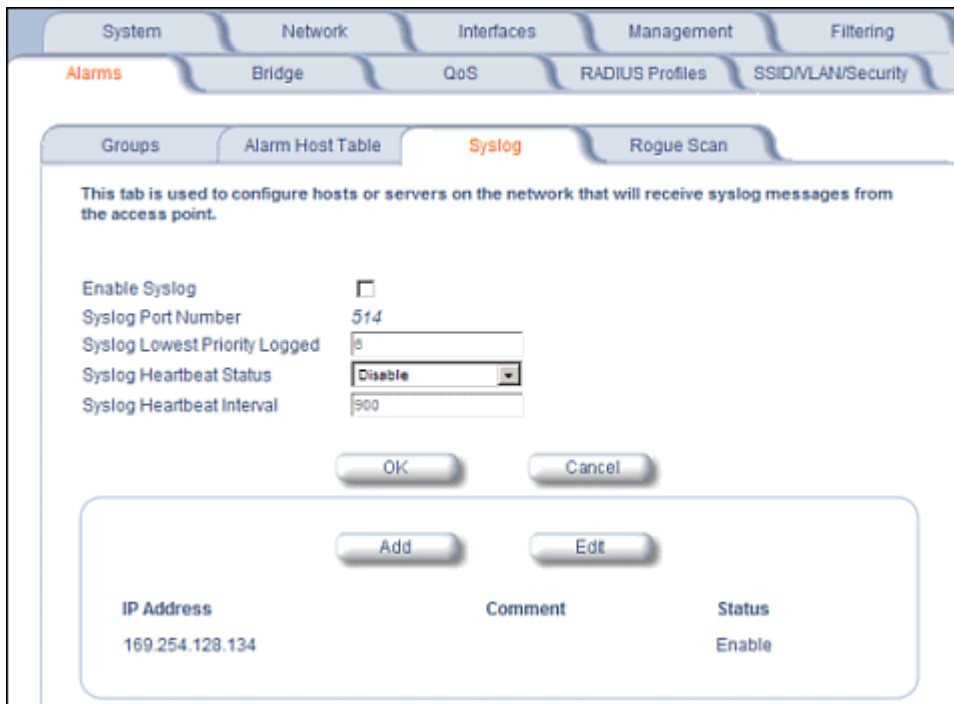 System Network Interfaces Management Filtering
Alarms Bridge QoS RADIUS Profiles SSID/VLAN/Security
Groups Alarm Host Table Syslog Rogue Scan
This tab is used to configure hosts or servers on the network that will receive syslog messages from
the access point.
Enable Syslog
Syslog Port Number 514
Syslog Lowest Priority Logged 6
Syslog Heartbeat Status Disable
Syslog Heartbeat Interval 900
OK Cancel
Add Edit
IP Address Comment Status
169.254.128.134 Enable